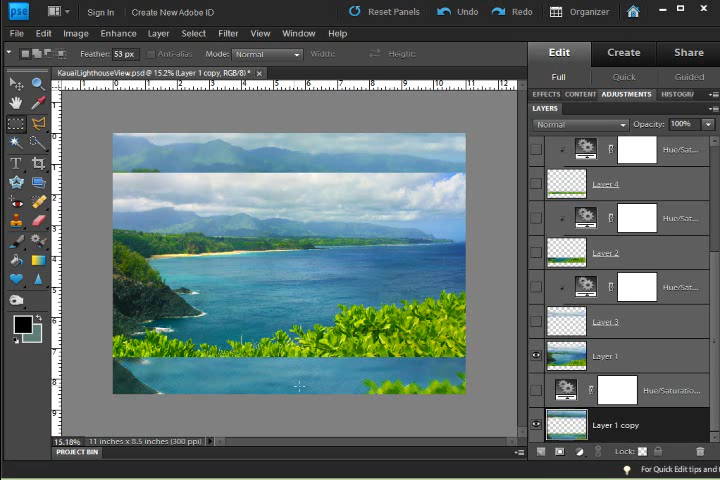 pse Sign In Create New Adobe ID Reset Panels Undo Redo Organizer
File Edit Image Enhance Layer Select Filter View Window Help
Feather: 53 px Anti-alias Mode: Normal Width: Height:
Edit Create Share
KauaiLighthouseView.psd @ 15.2% (Layer 1 copy, RGB/8) * ×
Full Quick Guided
EFFECTS CONTENT ADJUSTMENTS HISTOGRA
LAYERS
Normal Opacity: 100%
Hue/Sat...
Layer 4
Hue/Sat...
Layer 2
Hue/Sat...
Layer 3
Layer 1
Hue/Saturatio...
Layer 1 copy
15.18% 11 inches x 8.5 inches (300 ppi)
Lock:
PROJECT BIN
For Quick Edit tips and t